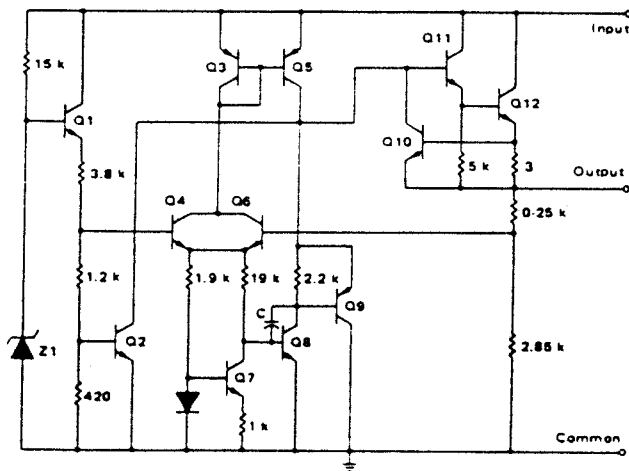 Input
Q11
15 k
Q3
Q5
Q1
Q12
Q10
3.8 k
5 k
3
Output
Q4
Q6
0-25 k
1.2 k
1.9 k
19 k
2.2 k
Q9
C
Z1
Q2
Q8
2.85 k
Q7
420
1 k
Common